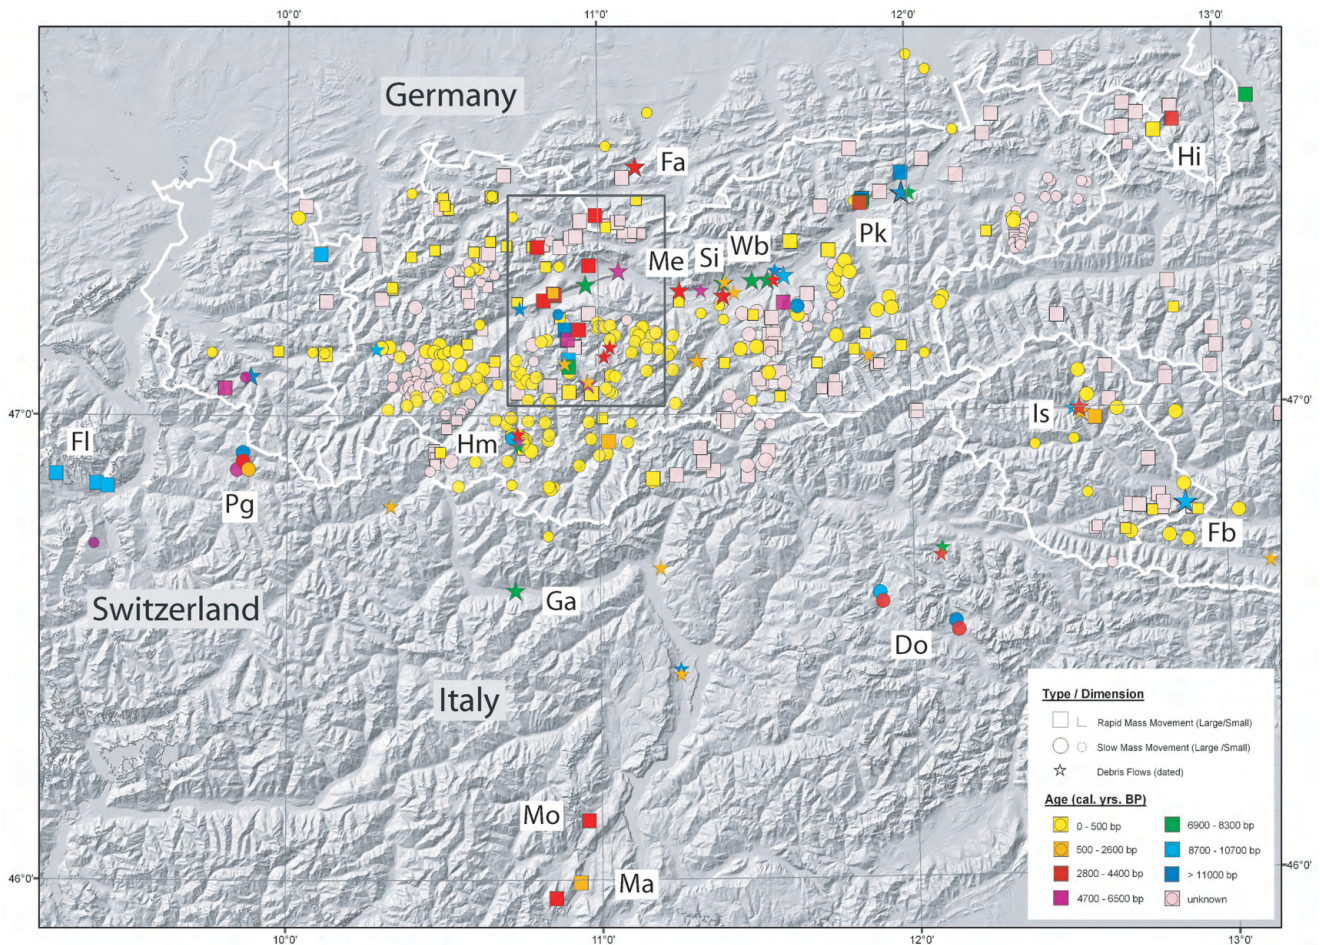 10°0' 11°0' 12°0' 13°0'
Germany
Fa
Hi
Pk
Me Si Wb
47°0' 47°0'
Is
Fl
Hm
Pg
Fb
Ga
Switzerland
Do
Italy
Mo
Ma
46°0' 46°0'
10°0' 11°0' 12°0' 13°0'
Type / Dimension
Rapid Mass Movement (Large/Small)
Slow Mass Movement (Large /Small)
Debris Flows (dated)
Age (cal. yrs. BP)
0 - 500 bp
500 - 2600 bp
2800 - 4400 bp
4700 - 6500 bp
6900 - 8300 bp
8700 - 10700 bp
> 11000 bp
unknown